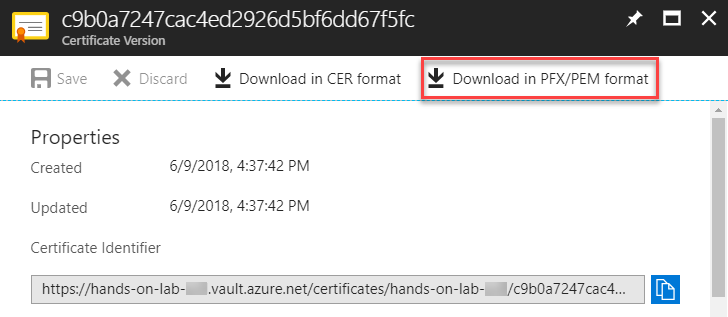 c9b0a7247cac4ed2926d5bf6dd67f5fc
Certificate Version
Save Discard Download in CER format Download in PFX/PEM format
Properties
Created 6/9/2018, 4:37:42 PM
Updated 6/9/2018, 4:37:42 PM
Certificate Identifier
https://hands-on-lab-.vault.azure.net/certificates/hands-on-lab-/c9b0a7247cac4...